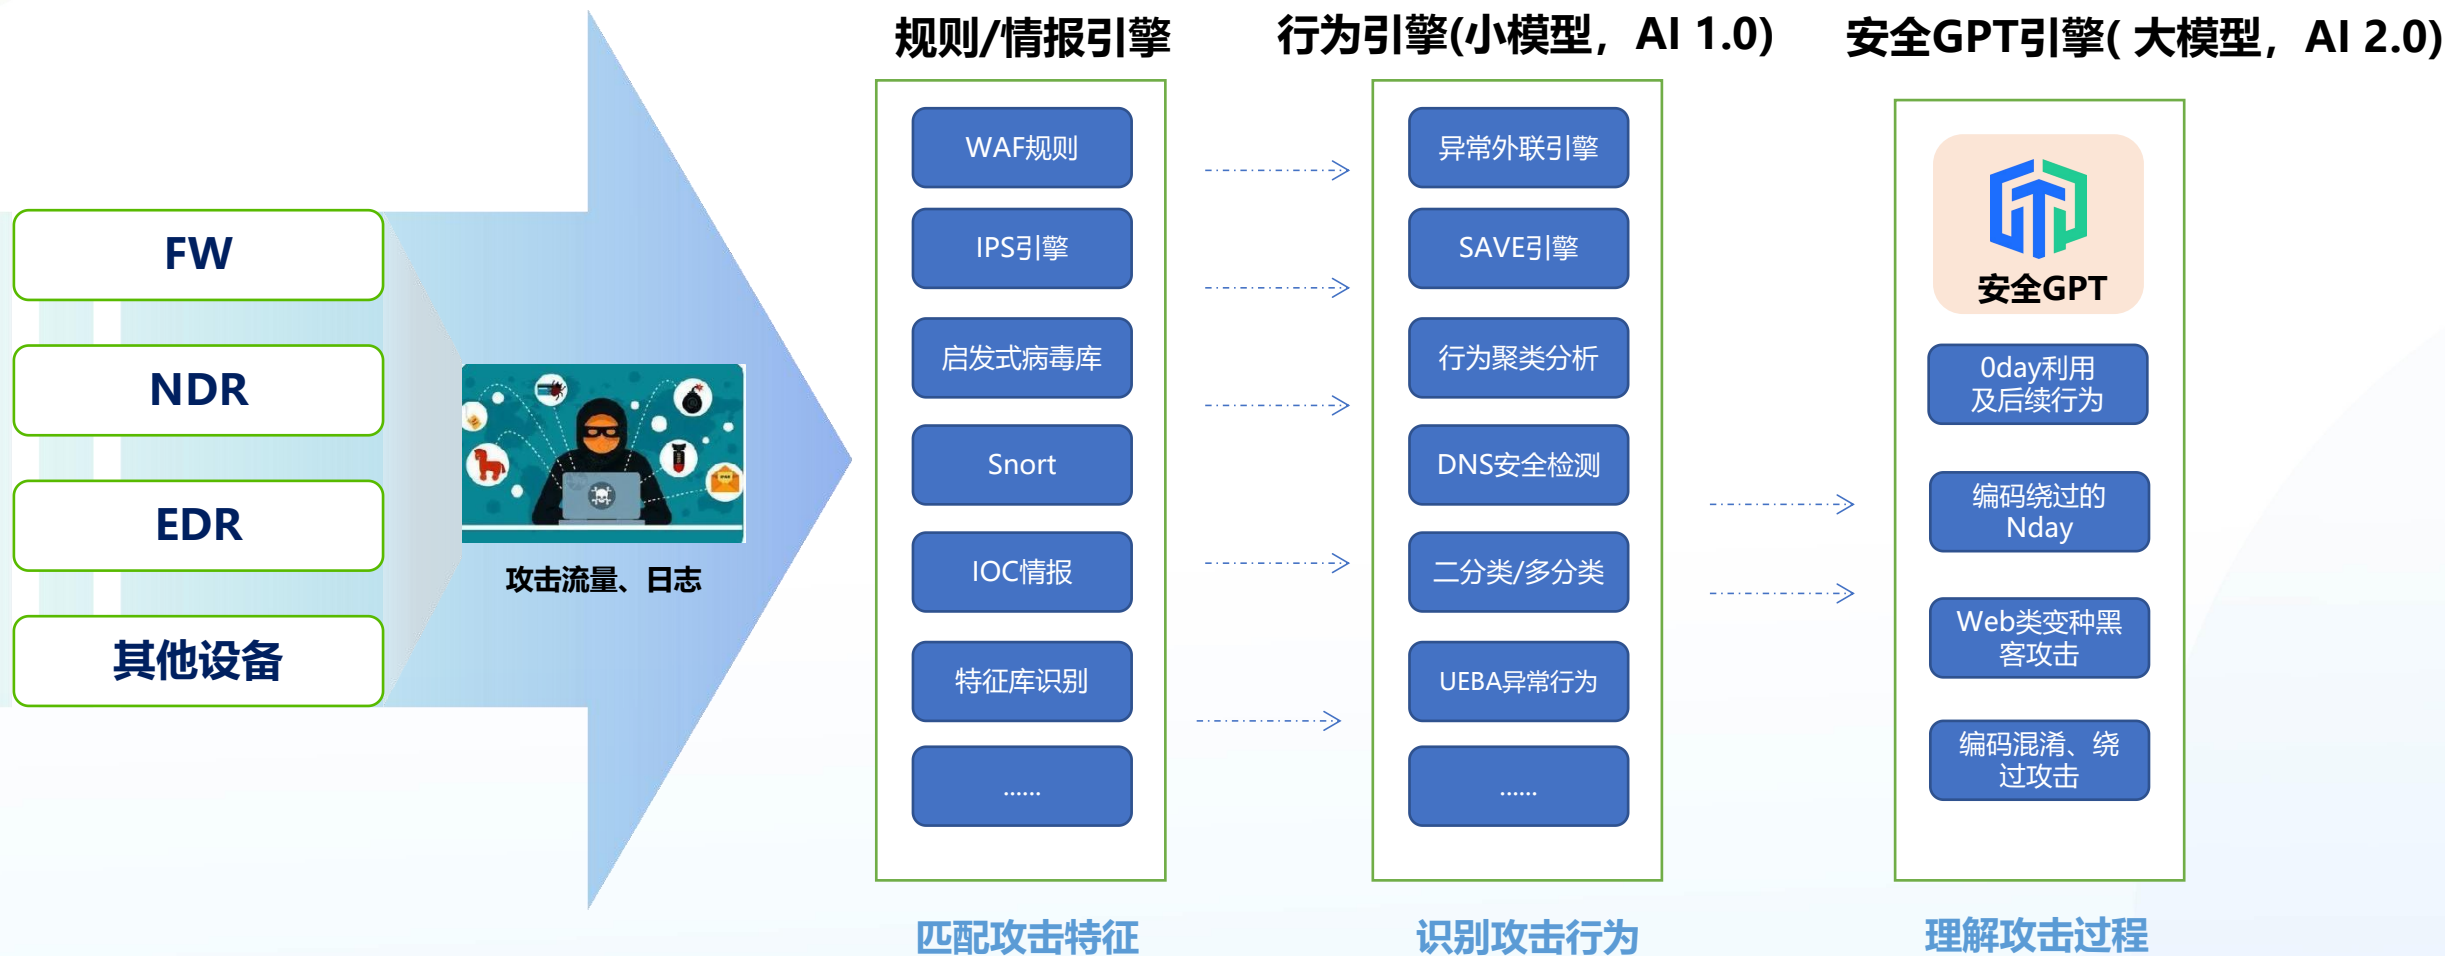 规则/情报引擎
行为引擎(小模型，AI 1.0)
安全GPT引擎( 大模型，AI 2.0)
FW
NDR
EDR
其他设备
攻击流量、日志
WAF规则
IPS引擎
启发式病毒库
Snort
IOC情报
特征库识别
......
匹配攻击特征
异常外联引擎
SAVE引擎
行为聚类分析
DNS安全检测
二分类/多分类
UEBA异常行为
......
识别攻击行为
安全GPT
0day利用
及后续行为
编码绕过的
Nday
Web类变种黑
客攻击
编码混淆、绕
过攻击
理解攻击过程